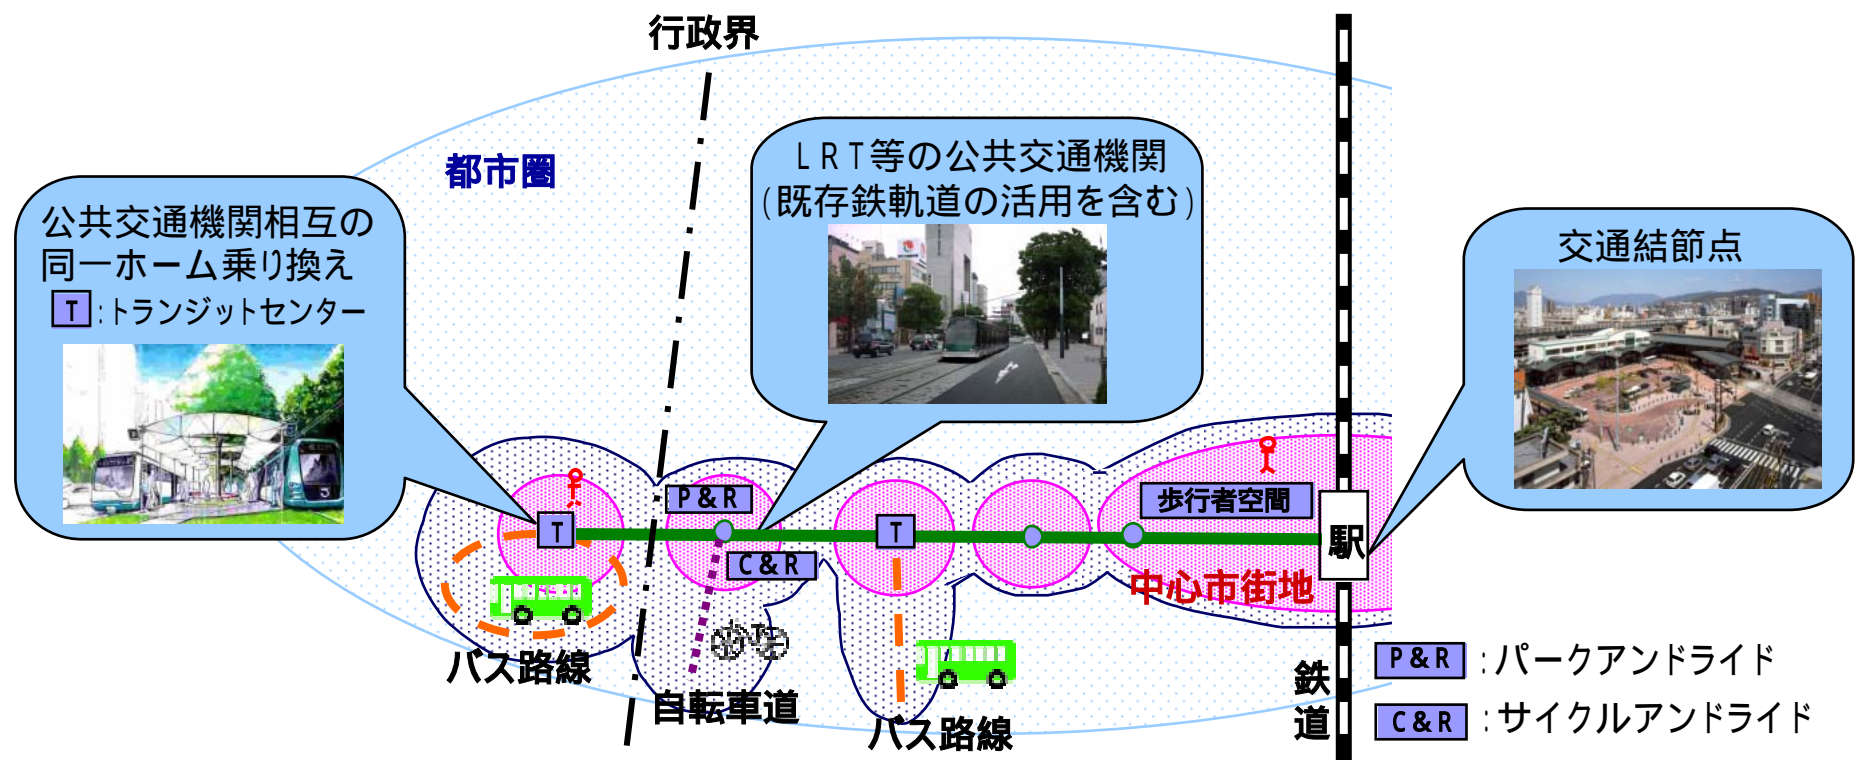 行政界
都市圏
公共交通機関相互の
同一ホーム乗り換え
T:トランジットセンター
LRT等の公共交通機関
(既存鉄軌道の活用を含む)
交通結節点
P&R
歩行者空間
T
T
駅
C&R
中心市街地
バス路線
自転車道
バス路線
鉄道
P&R:パークアンドライド
C&R:サイクルアンドライド